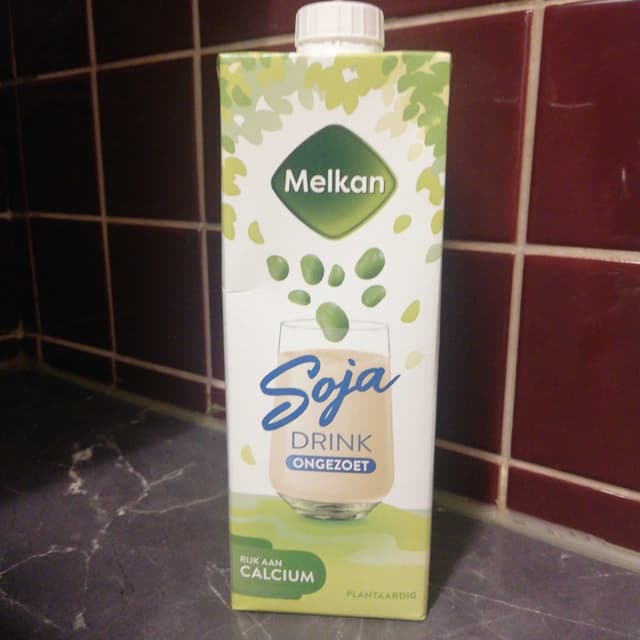 Melkan
Soja
DRINK
ONGEZOET
RIJK AAN
CALCIUM
PLANTAARDIG